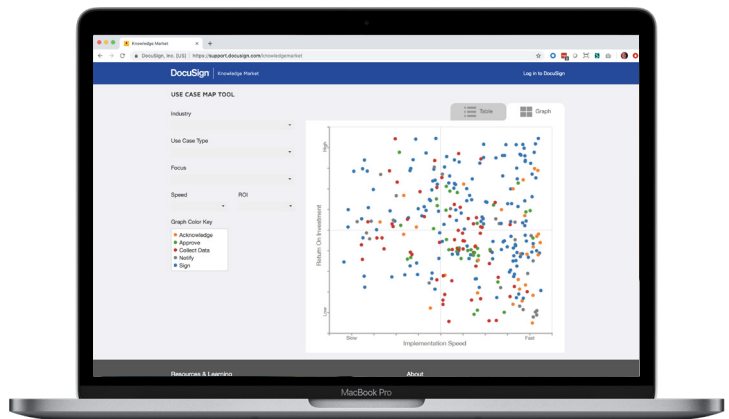 Knowledge Market
DocuSign, Inc. [US] | https://support.docusign.com/knowledgemarket
DocuSign | Knowledge Market
Log in to DocuSign
USE CASE MAP TOOL
Industry
Use Case Type
Focus
Speed
ROI
Graph Color Key
Acknowledge
Approve
Collect Data
Notify
Sign
Table
Graph
High
Return On Investment
Low
Slow
Implementation Speed
Fast
Resources & Learning
About
MacBook Pro